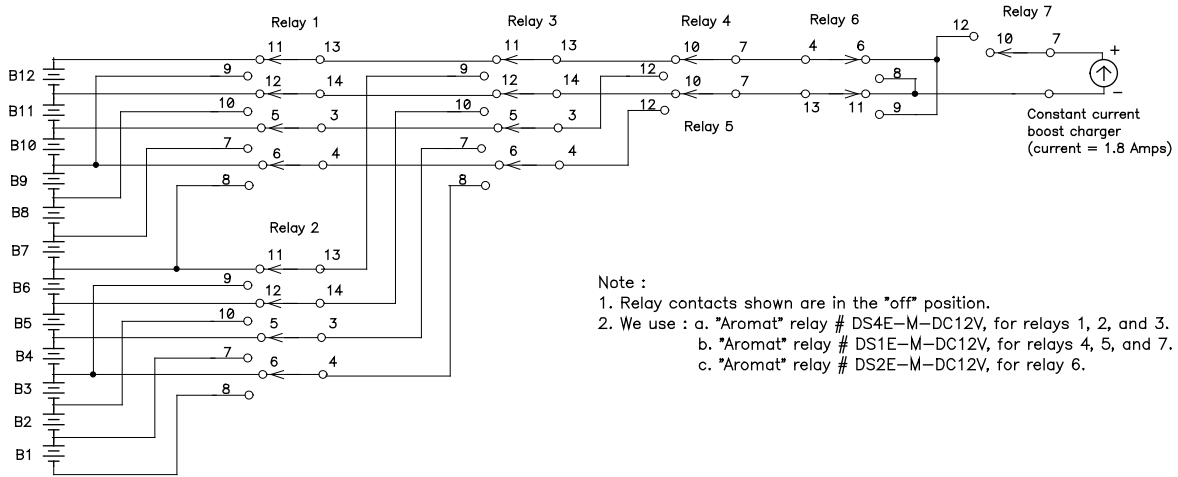 Relay 1 Relay 3 Relay 4 Relay 6 Relay 7
12
11 13 11 13 10 7 4 6 10 7 +
B12 9 9 12 8
12 14 12 14 10 7 13 11 −
B11 10 10 12 9
5 3 5 3 Relay 5
Constant current
boost charger
(current = 1.8 Amps)
B10 7 7
6 4 6 4
B9 8 8
B8
Relay 2
B7 11 13
B6 9
12 14
B5 10
5 3
B4 7
6 4
B3 8
B2
B1
Note :
1. Relay contacts shown are in the "off" position.
2. We use : a. "Aromat" relay # DS4E−M−DC12V, for relays 1, 2, and 3.
b. "Aromat" relay # DS1E−M−DC12V, for relays 4, 5, and 7.
c. "Aromat" relay # DS2E−M−DC12V, for relay 6.